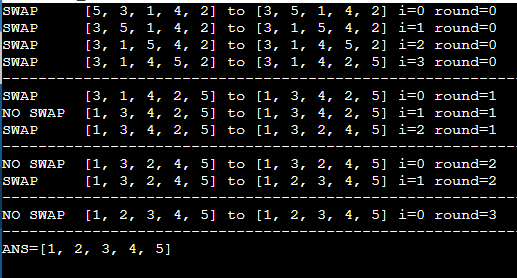 SWAP     [5, 3, 1, 4, 2] to [3, 5, 1, 4, 2] i=0 round=0
SWAP     [3, 5, 1, 4, 2] to [3, 1, 5, 4, 2] i=1 round=0
SWAP     [3, 1, 5, 4, 2] to [3, 1, 4, 5, 2] i=2 round=0
SWAP     [3, 1, 4, 5, 2] to [3, 1, 4, 2, 5] i=3 round=0
SWAP     [3, 1, 4, 2, 5] to [1, 3, 4, 2, 5] i=0 round=1
NO SWAP  [1, 3, 4, 2, 5] to [1, 3, 4, 2, 5] i=1 round=1
SWAP     [1, 3, 4, 2, 5] to [1, 3, 2, 4, 5] i=2 round=1
NO SWAP  [1, 3, 2, 4, 5] to [1, 3, 2, 4, 5] i=0 round=2
SWAP     [1, 3, 2, 4, 5] to [1, 2, 3, 4, 5] i=1 round=2
NO SWAP  [1, 2, 3, 4, 5] to [1, 2, 3, 4, 5] i=0 round=3
ANS=[1, 2, 3, 4, 5]